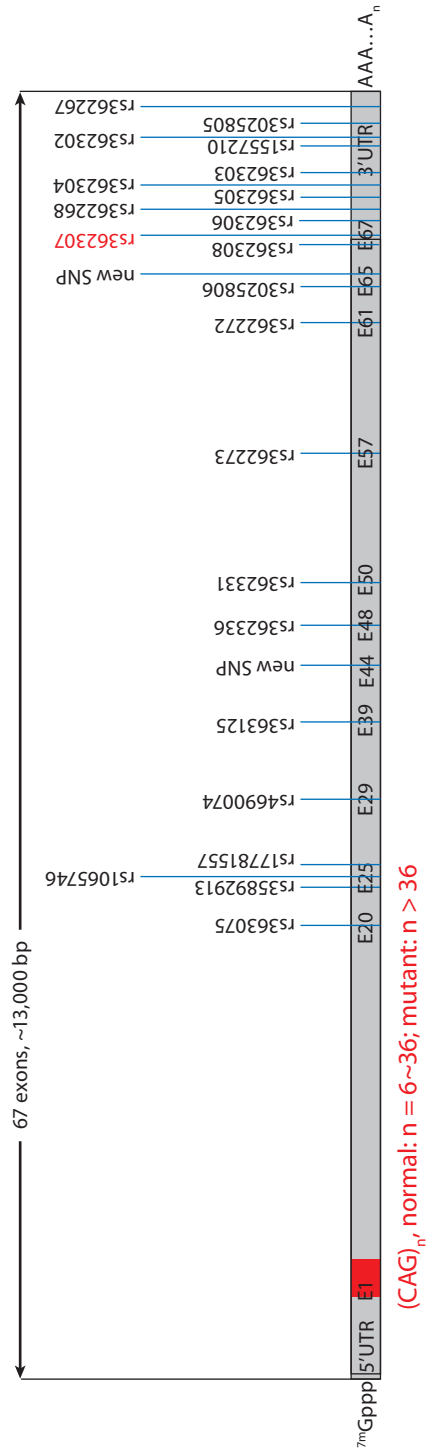 67 exons, ~13,000 bp
rs1065746
new SNP
rs362307
rs362268
rs362304
rs362302
rs362267
rs363075
rs3592913
rs17781557
rs4690074
rs363125
new SNP
rs362336
rs362331
rs362273
rs362272
rs3025806
rs362308
rs362306
rs362305
rs362303
rs1557210
rs3025805
7mGppp 5'UTR E1 E20 E25 E29 E39 E44 E48 E50 E57 E61 E65 E67 3'UTR AAA...An
(CAG)n, normal: n = 6~36; mutant: n > 36